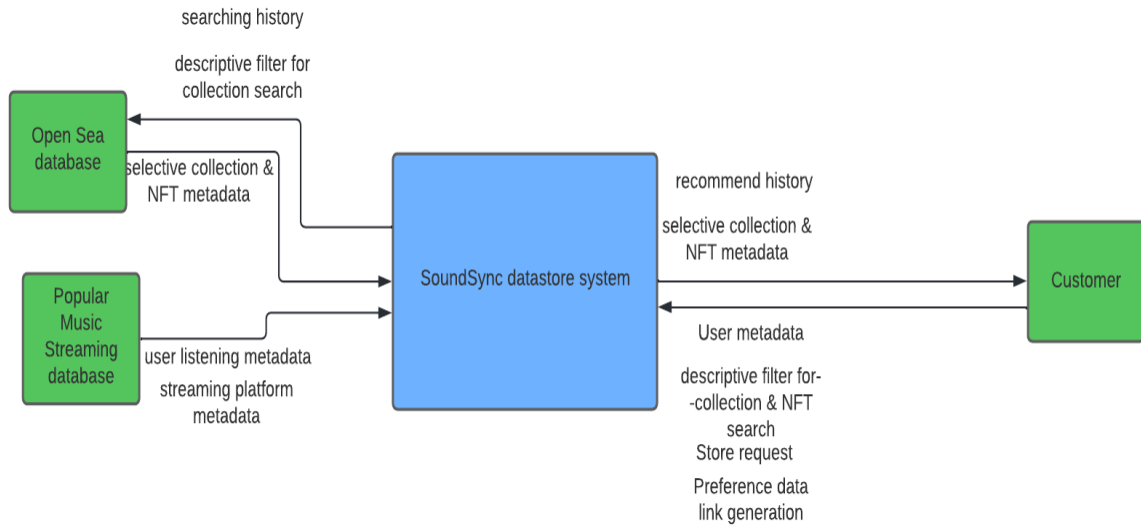 searching history
descriptive filter for
collection search
Open Sea
database
selective collection &
NFT metadata
Popular
Music
Streaming
database
user listening metadata
streaming platform
metadata
SoundSync datastore system
recommend history
selective collection &
NFT metadata
Customer
User metadata
descriptive filter for-
-collection & NFT
search
Store request
Preference data
link generation